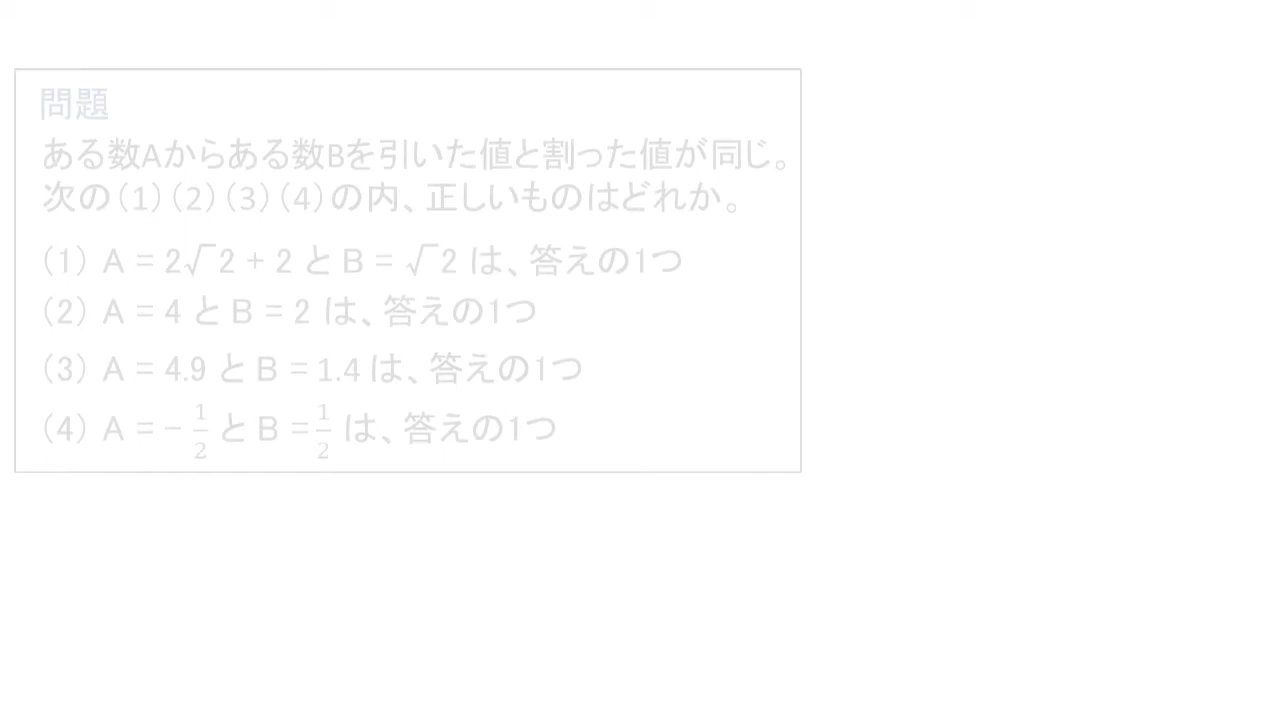 問題
ある数Aからある数Bを引いた値と割った値が同じ。
次の(1)(2)(3)(4)の内、正しいものはどれか。
(1) A = 2√2 + 2 と B = √2 は、答えの1つ
(2) A = 4 と B = 2 は、答えの1つ
(3) A = 4.9 と B = 1.4 は、答えの1つ
(4) A = − 1/2 と B = 1/2 は、答えの1つ